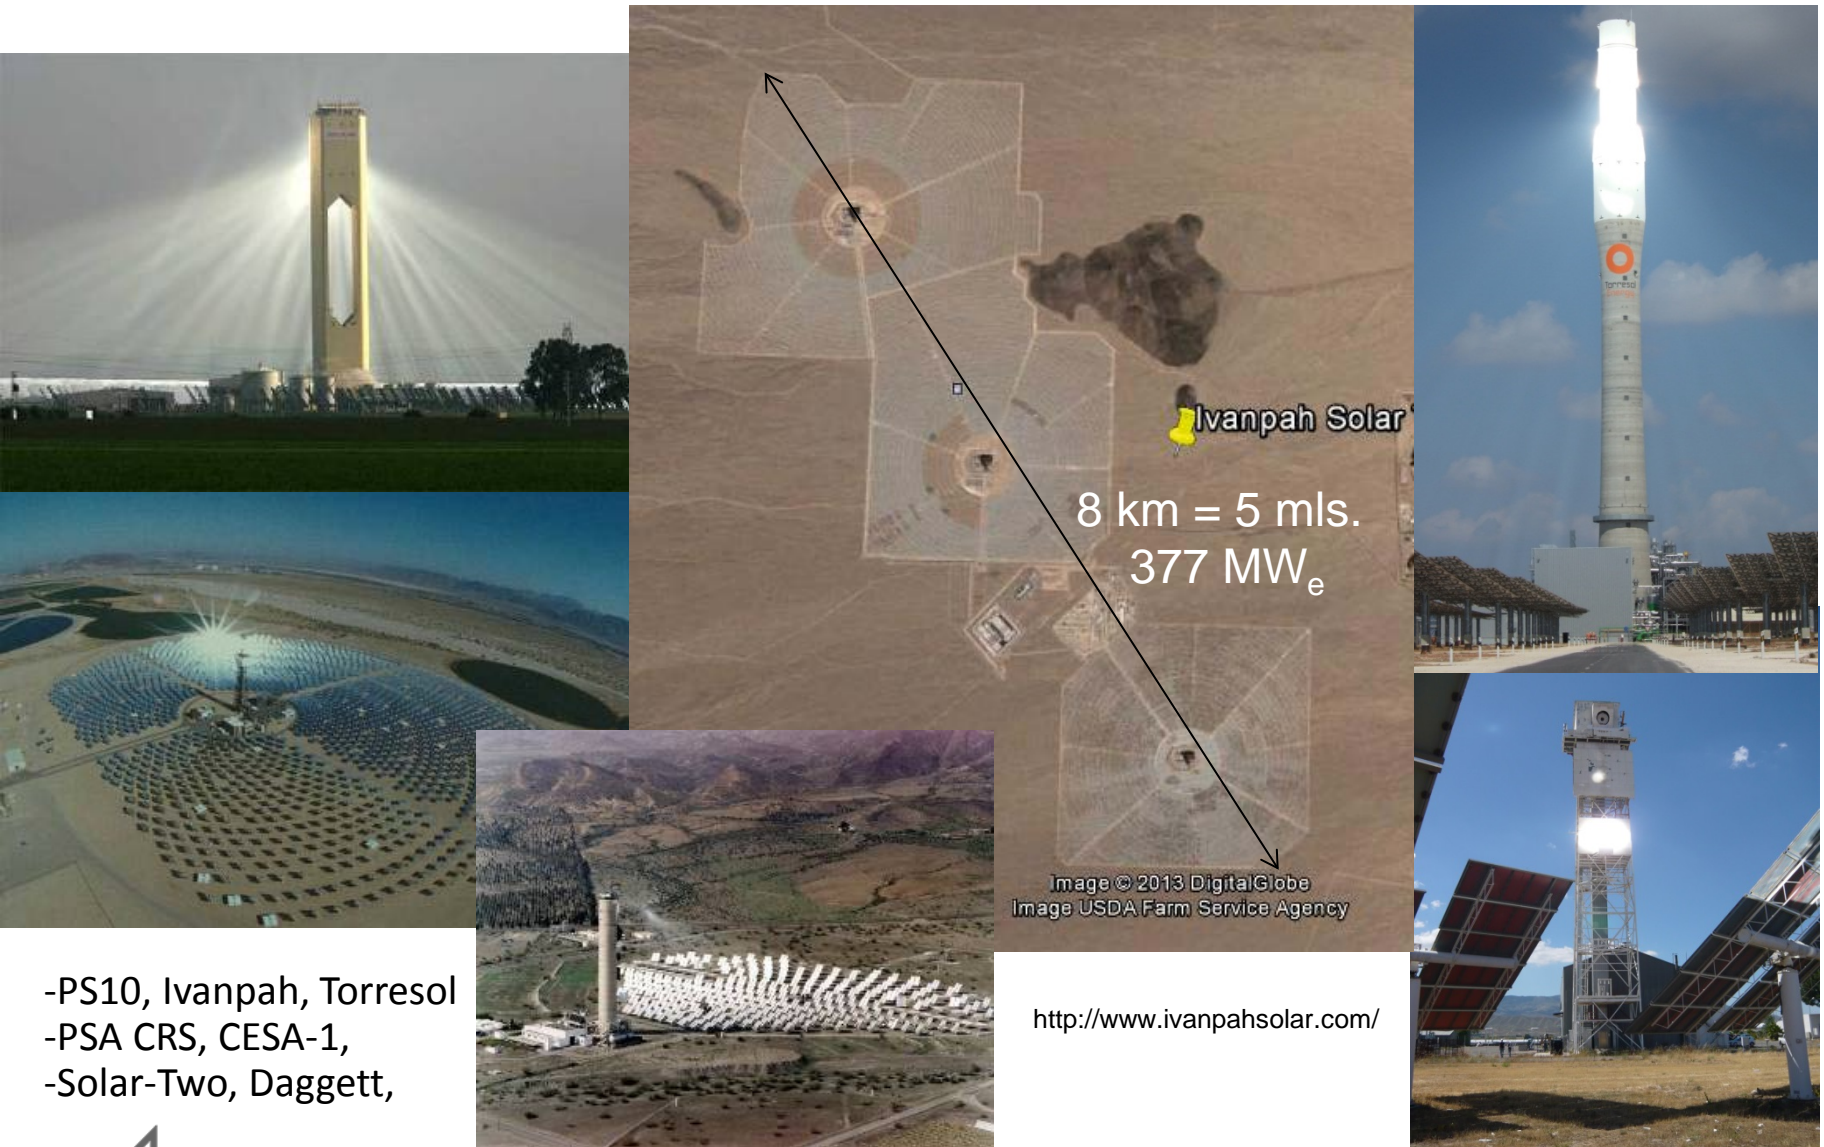 Torresol
Ivanpah Solar
8 km = 5 mls.
377 MWe
Image © 2013 DigitalGlobe
Image USDA Farm Service Agency
-PS10, Ivanpah, Torresol
-PSA CRS, CESA-1,
-Solar-Two, Daggett,
http://www.ivanpahsolar.com/